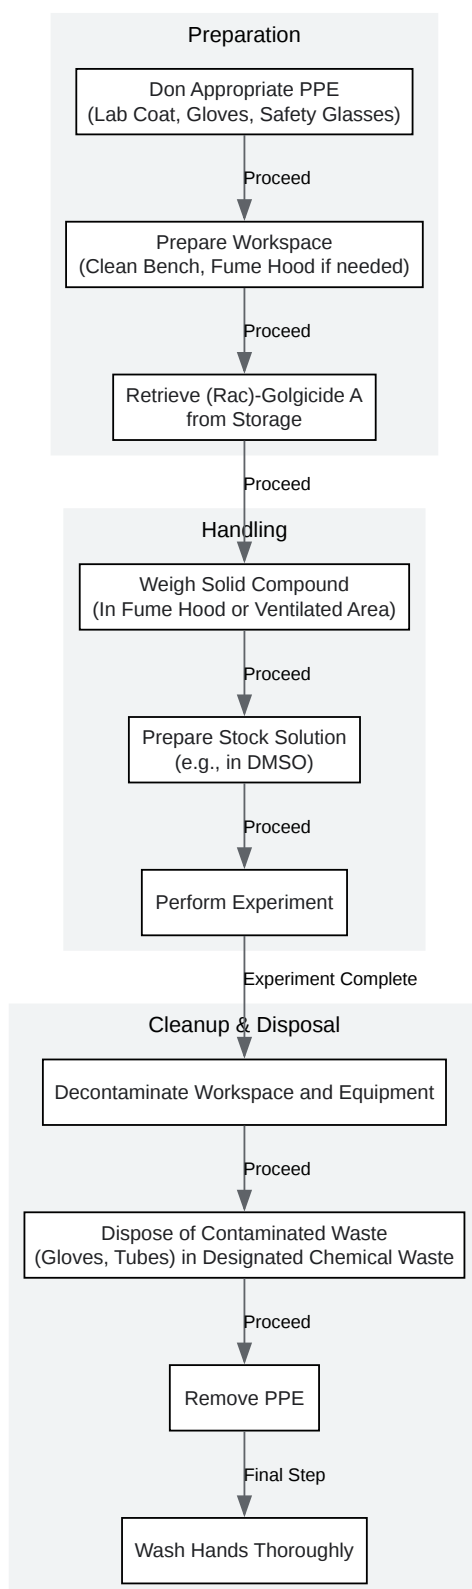 Preparation
Don Appropriate PPE
(Lab Coat, Gloves, Safety Glasses)
Proceed
Prepare Workspace
(Clean Bench, Fume Hood if needed)
Proceed
Retrieve (Rac)-Golgicide A
from Storage
Proceed
Handling
Weigh Solid Compound
(In Fume Hood or Ventilated Area)
Proceed
Prepare Stock Solution
(e.g., in DMSO)
Proceed
Perform Experiment
Experiment Complete
Cleanup & Disposal
Decontaminate Workspace and Equipment
Proceed
Dispose of Contaminated Waste
(Gloves, Tubes) in Designated Chemical Waste
Proceed
Remove PPE
Final Step
Wash Hands Thoroughly